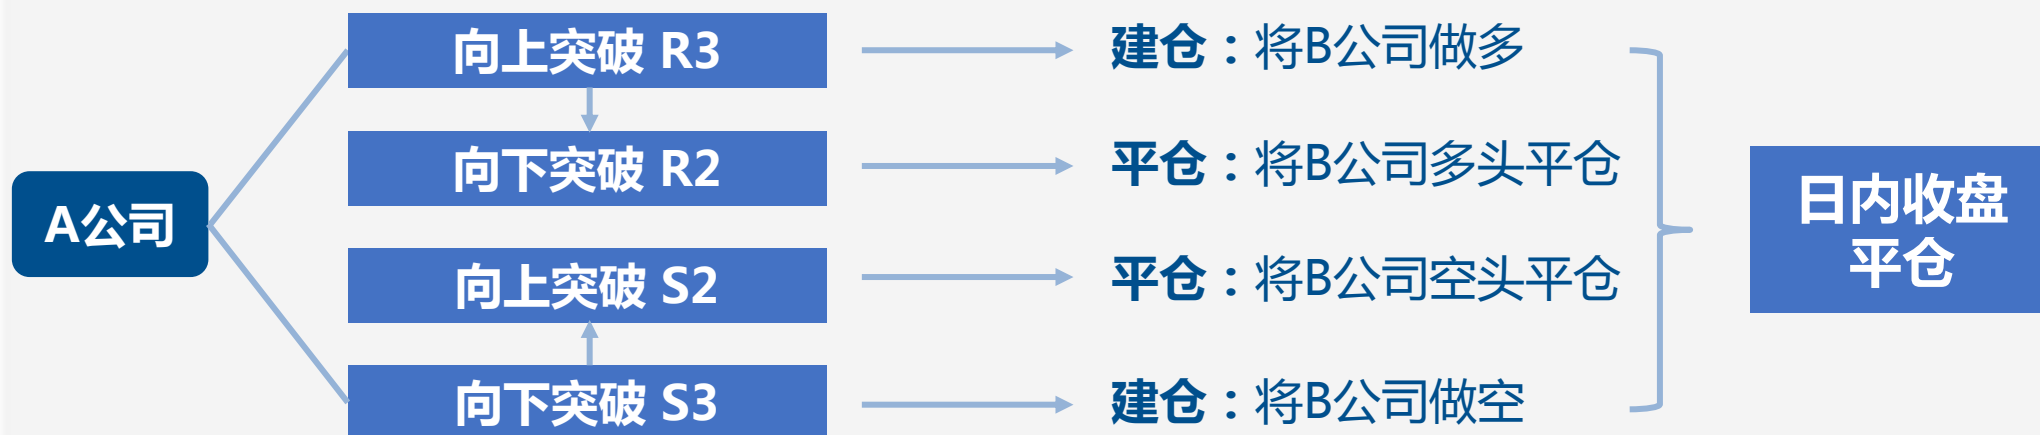 A公司
向上突破 R3
建仓：将B公司做多
向下突破 R2
平仓：将B公司多头平仓
向上突破 S2
平仓：将B公司空头平仓
向下突破 S3
建仓：将B公司做空
日内收盘
平仓